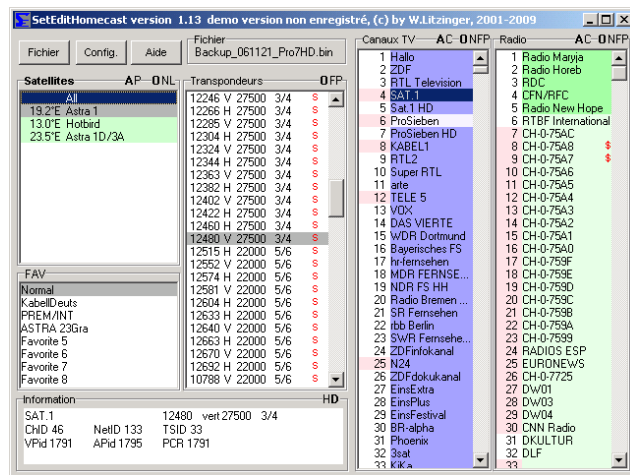 SetEditHomecast version 1.13 demo version non enregistré, (c) by W.Litzinger, 2001-2009
Fichier
Config.
Aide
Fichier
Backup_061121_Pro7HD.bin
Satellites AP ONL
All
19.2°E Astra 1
13.0°E Hotbird
23.5°E Astra 1D/3A
FAV
Normal
KabelDeuts
PREM/INT
ASTRA 23Gra
Favorite 5
Favorite 6
Favorite 7
Favorite 8
Transpondeurs OFP
12246 V 27500 3/4 S
12266 H 27500 3/4 S
12285 V 27500 3/4 S
12304 H 27500 3/4 S
12324 V 27500 3/4 S
12344 H 27500 3/4 S
12363 V 27500 3/4 S
12382 H 27500 3/4 S
12402 V 27500 3/4 S
12422 H 27500 3/4 S
12460 H 27500 3/4 S
12480 V 27500 3/4 S
12515 H 22000 5/6 S
12552 V 22000 5/6 S
12574 H 22000 5/6 S
12581 V 22000 5/6 S
12604 H 22000 5/6 S
12633 H 22000 5/6 S
12640 V 22000 5/6 S
12663 H 22000 5/6 S
12670 V 22000 5/6 S
12692 H 22000 5/6 S
10788 V 22000 5/6 S
Information HD-
SAT.1 12480 vert 27500 3/4
ChID 46 NetID 133 TSID 33
VPid 1791 APid 1795 PCR 1791
Canaux TV AC ONFP
1 Hallo
2 ZDF
3 RTL Television
4 SAT.1
5 Sat.1 HD
6 ProSieben
7 ProSieben HD
8 KABEL1
9 RTL2
10 Super RTL
11 arte
12 TELE 5
13 VOX
14 DAS VIERTE
15 WDR Dortmund
16 Bayerisches FS
17 hr-fernsehen
18 MDR FERNSE...
19 NDR FS HH
20 Radio Bremen ...
21 SR Fernsehen
22 rbb Berlin
23 SWR Fernsehe...
24 ZDFinfokanal
25 N24
26 ZDFdokukanal
27 EinsExtra
28 EinsPlus
29 EinsFestival
30 BR-alpha
31 Phoenix
32 3sat
33 KiKa
Radio AC ONFP
1 Radio Maryja
2 Radio Horeb
3 RDC
4 CFN/RFC
5 Radio New Hope
6 RTBF International
7 CH-0-75AC
8 CH-0-75A8 $
9 CH-0-75A7 $
10 CH-0-75A6
11 CH-0-75A5
12 CH-0-75A4
13 CH-0-75A3
14 CH-0-75A2
15 CH-0-75A1
16 CH-0-75A0
17 CH-0-759F
18 CH-0-759E
19 CH-0-759D
20 CH-0-759C
21 CH-0-759B
22 CH-0-759A
23 CH-0-7599
24 RADIOS ESP
25 EURONEWS
26 CH-0-7725
27 DW01
28 DW03
29 DW04
30 CNN Radio
31 DKULTUR
32 DLF
33